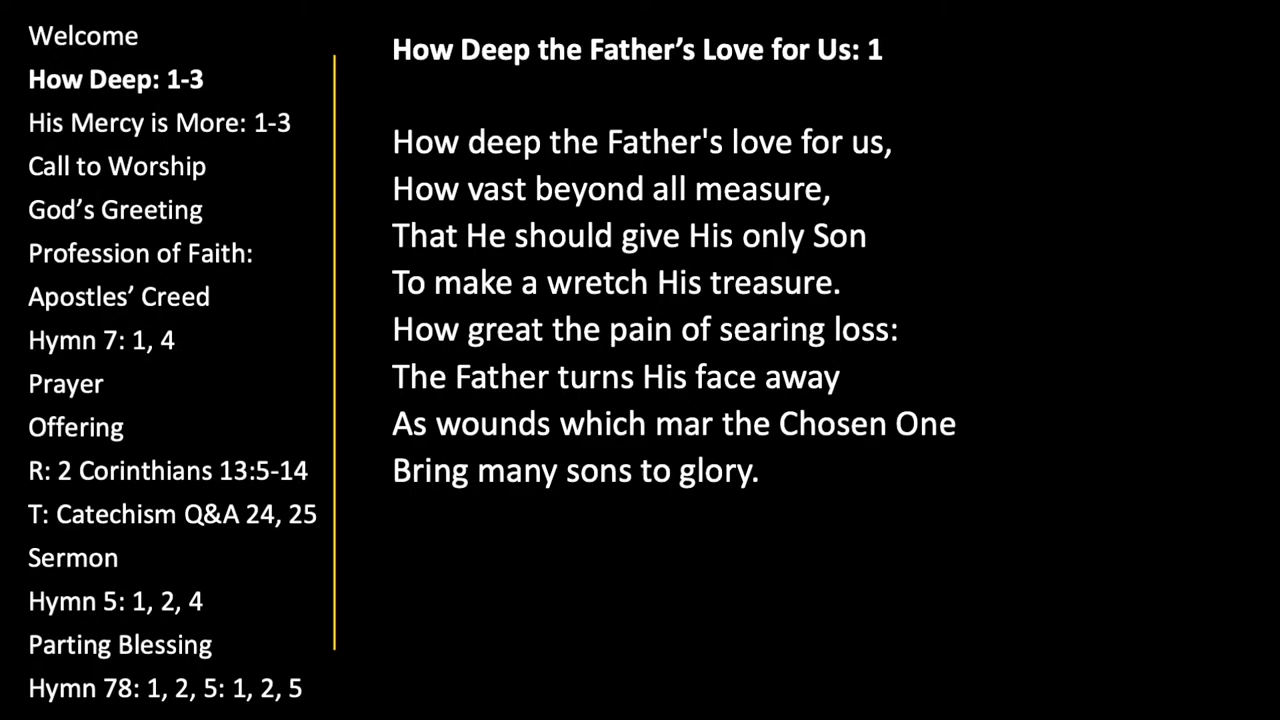 Welcome
How Deep: 1-3
His Mercy is More: 1-3
Call to Worship
God’s Greeting
Profession of Faith:
Apostles’ Creed
Hymn 7: 1, 4
Prayer
Offering
R: 2 Corinthians 13:5-14
T: Catechism Q&A 24, 25
Sermon
Hymn 5: 1, 2, 4
Parting Blessing
Hymn 78: 1, 2, 5: 1, 2, 5
How Deep the Father’s Love for Us: 1
How deep the Father's love for us,
How vast beyond all measure,
That He should give His only Son
To make a wretch His treasure.
How great the pain of searing loss:
The Father turns His face away
As wounds which mar the Chosen One
Bring many sons to glory.